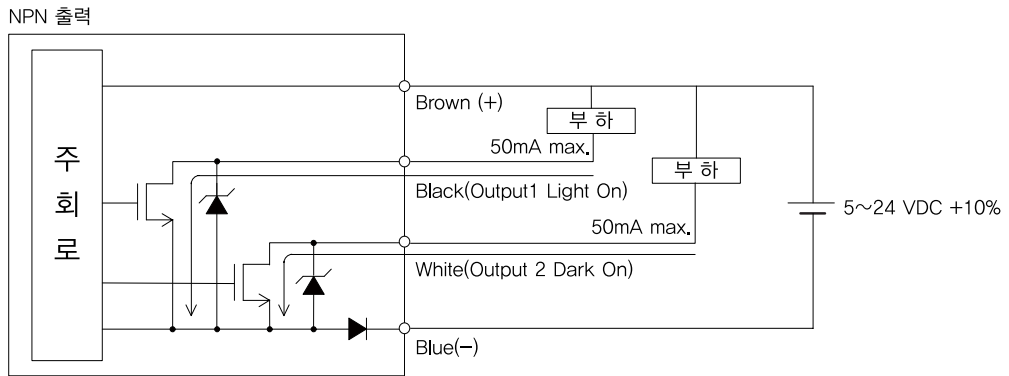 NPN 출력
주회로
Brown (+)
부 하
50mA max.
Black(Output1 Light On)
부 하
50mA max.
White(Output 2 Dark On)
5~24 VDC +10%
Blue(−)